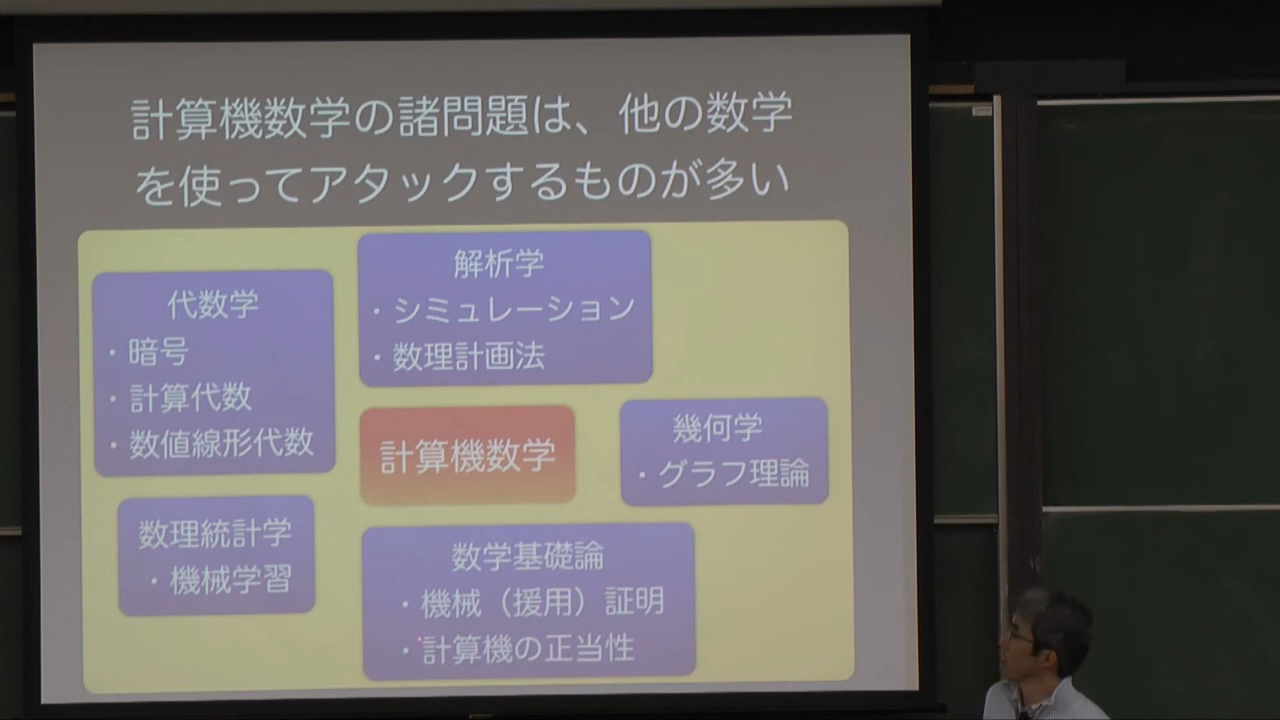 計算機数学の諸問題は、他の数学
を使ってアタックするものが多い
代数学
・暗号
・計算代数
・数値線形代数
解析学
・シミュレーション
・数理計画法
計算機数学
幾何学
・グラフ理論
数理統計学
・機械学習
数学基礎論
・機械（援用）証明
・計算機の正当性